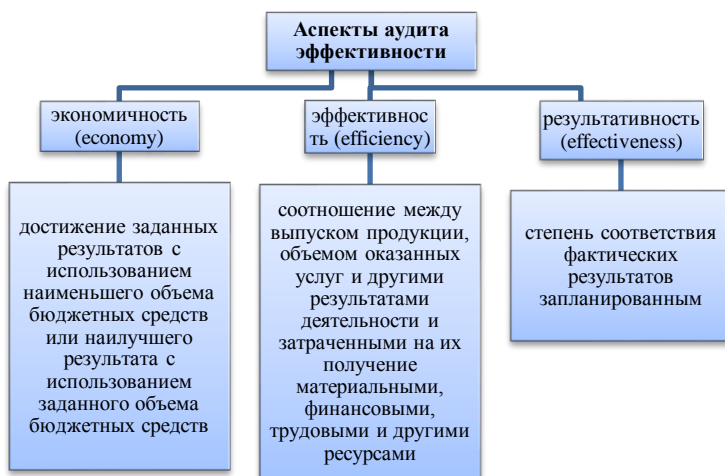 Аспекты аудита
эффективности
экономичность
(economy)
эффективнос
ть (efficiency)
результативность
(effectiveness)
достижение заданных
результатов с
использованием
наименьшего объема
бюджетных средств
или наилучшего
результата с
использованием
заданного объема
бюджетных средств
соотношение между
выпуском продукции,
объемом оказанных
услуг и другими
результатами
деятельности и
затраченными на их
получение
материальными,
финансовыми,
трудовыми и другими
ресурсами
степень соответствия
фактических
результатов
запланированным